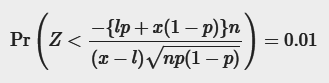 Pr( Z < −{lp + x(1 − p)}n / (x − l)√np(1 − p) ) = 0.01